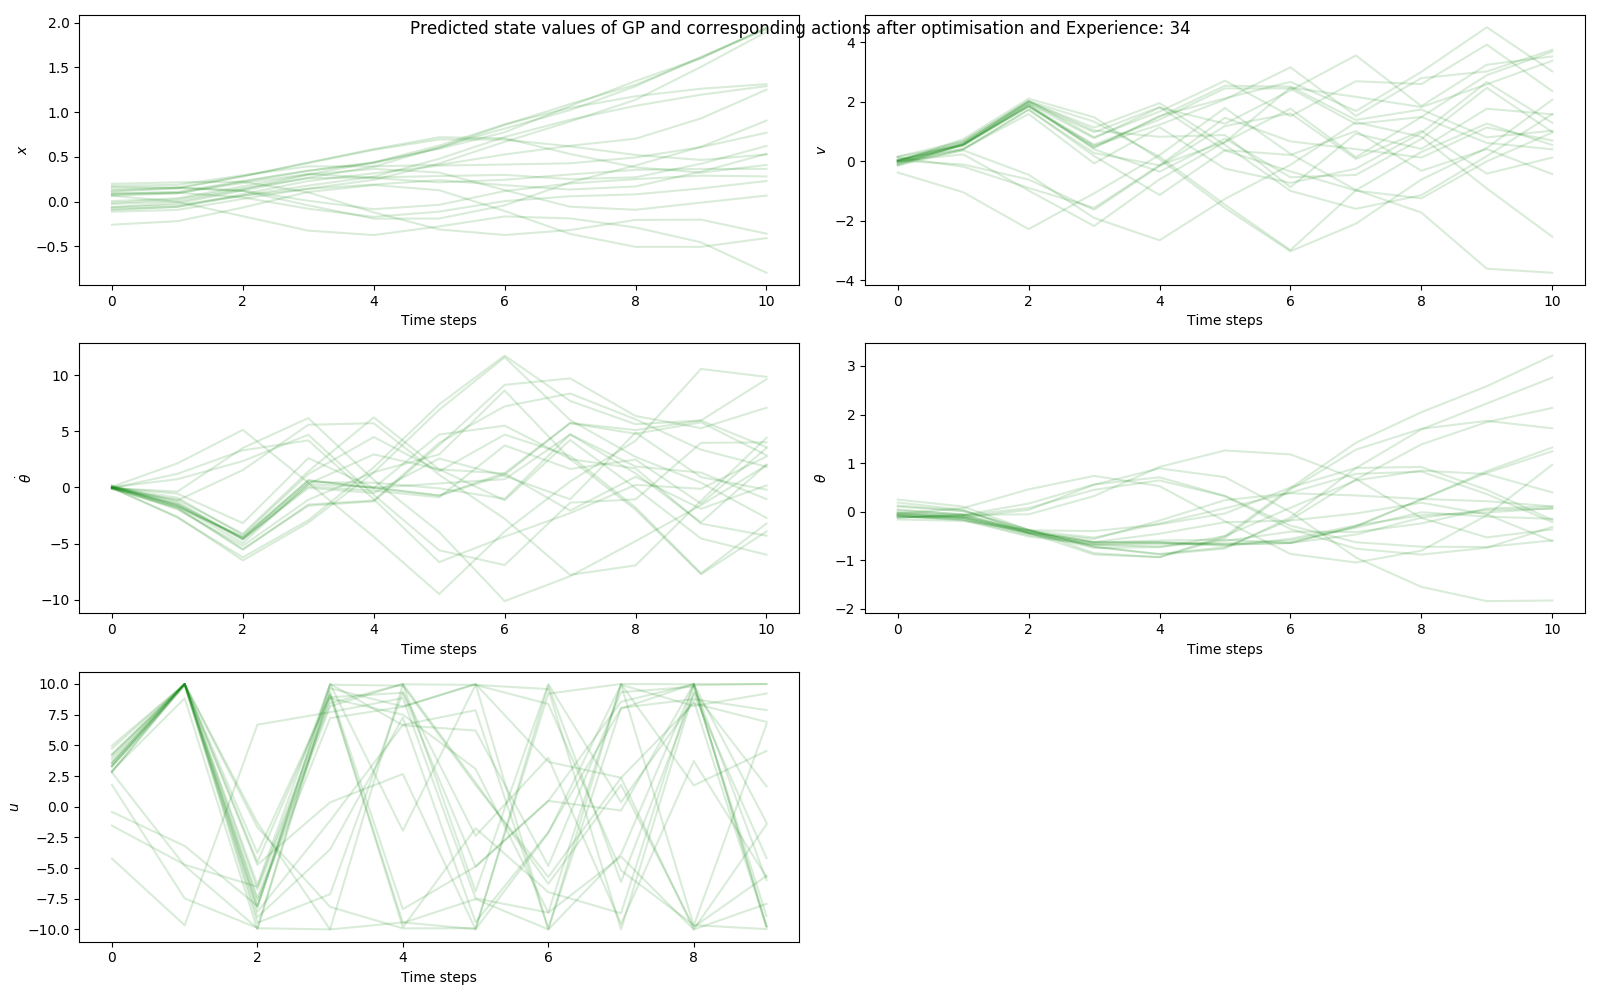 Predicted state values of GP and corresponding actions after optimisation and Experience: 34
2.0
1.5
1.0
0.5
0.0
−0.5
x
0 2 4 6 8 10
Time steps
4
2
0
−2
−4
v
0 2 4 6 8 10
Time steps
10
5
0
−5
−10
θ̇
0 2 4 6 8 10
Time steps
3
2
1
0
−1
−2
θ
0 2 4 6 8 10
Time steps
10.0
7.5
5.0
2.5
0.0
−2.5
−5.0
−7.5
−10.0
u
0 2 4 6 8
Time steps